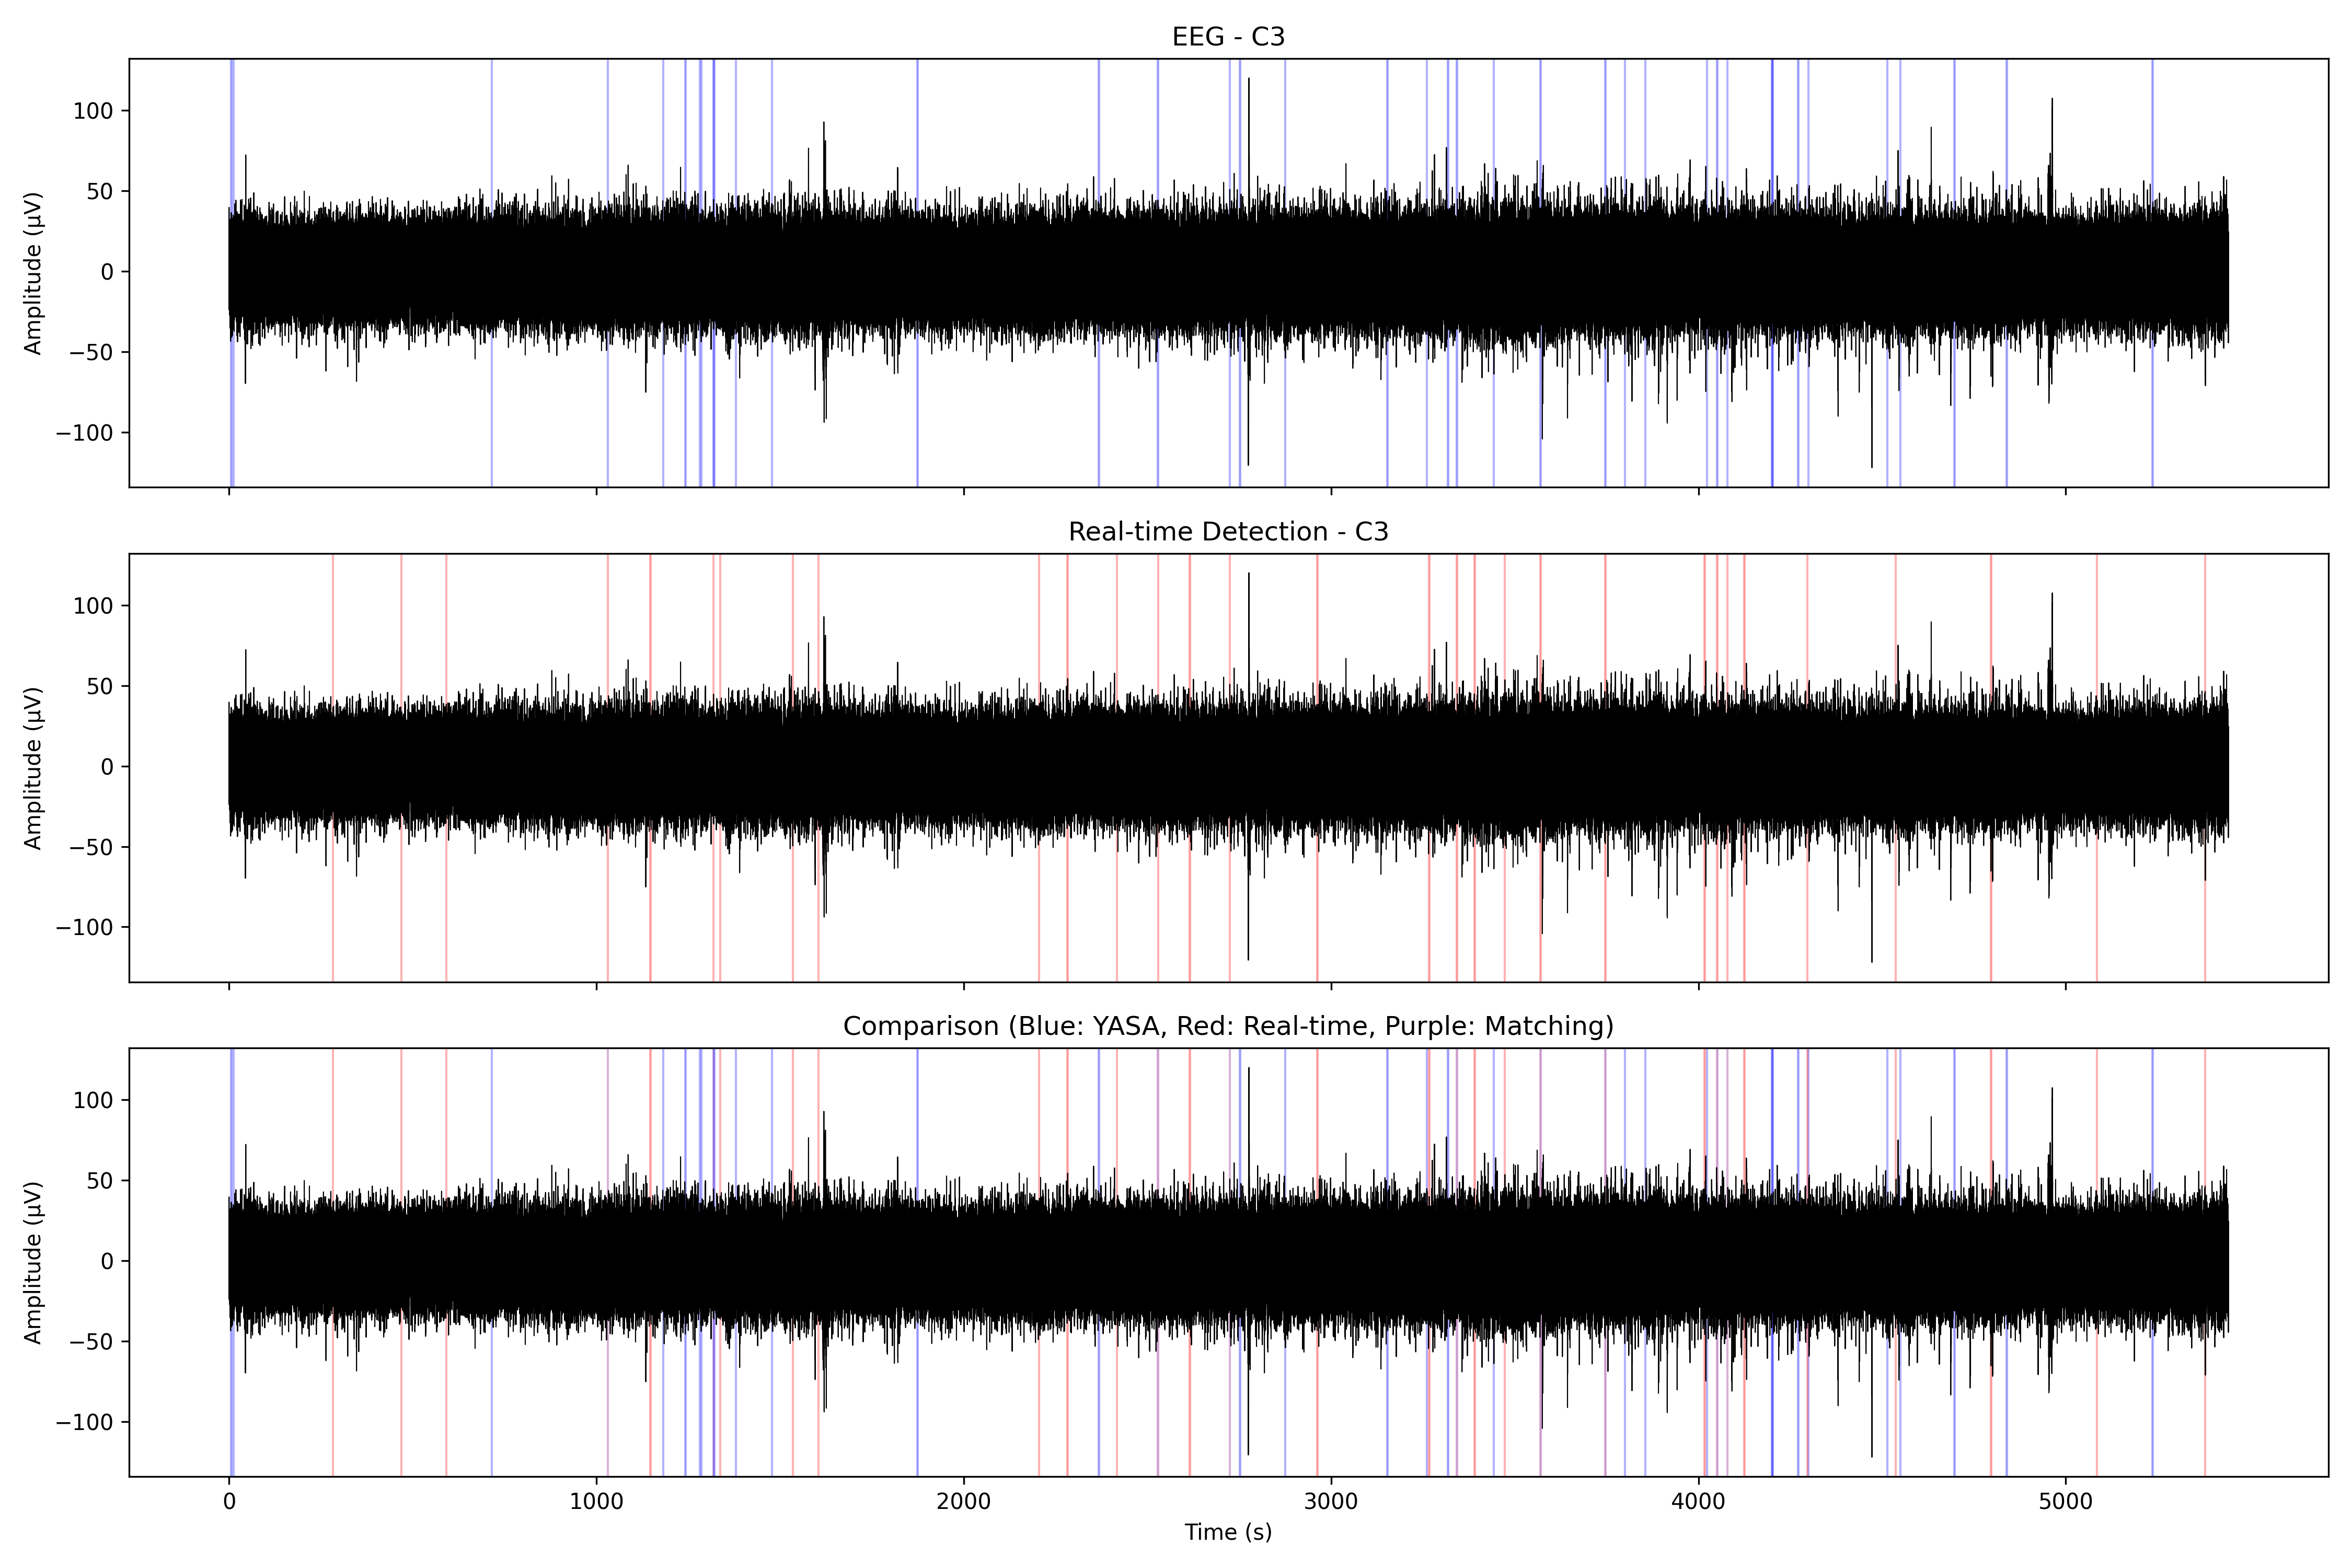 EEG - C3
Amplitude (µV)
100
50
0
−50
−100
Real-time Detection - C3
Amplitude (µV)
100
50
0
−50
−100
Comparison (Blue: YASA, Red: Real-time, Purple: Matching)
Amplitude (µV)
100
50
0
−50
−100
0 1000 2000 3000 4000 5000
Time (s)